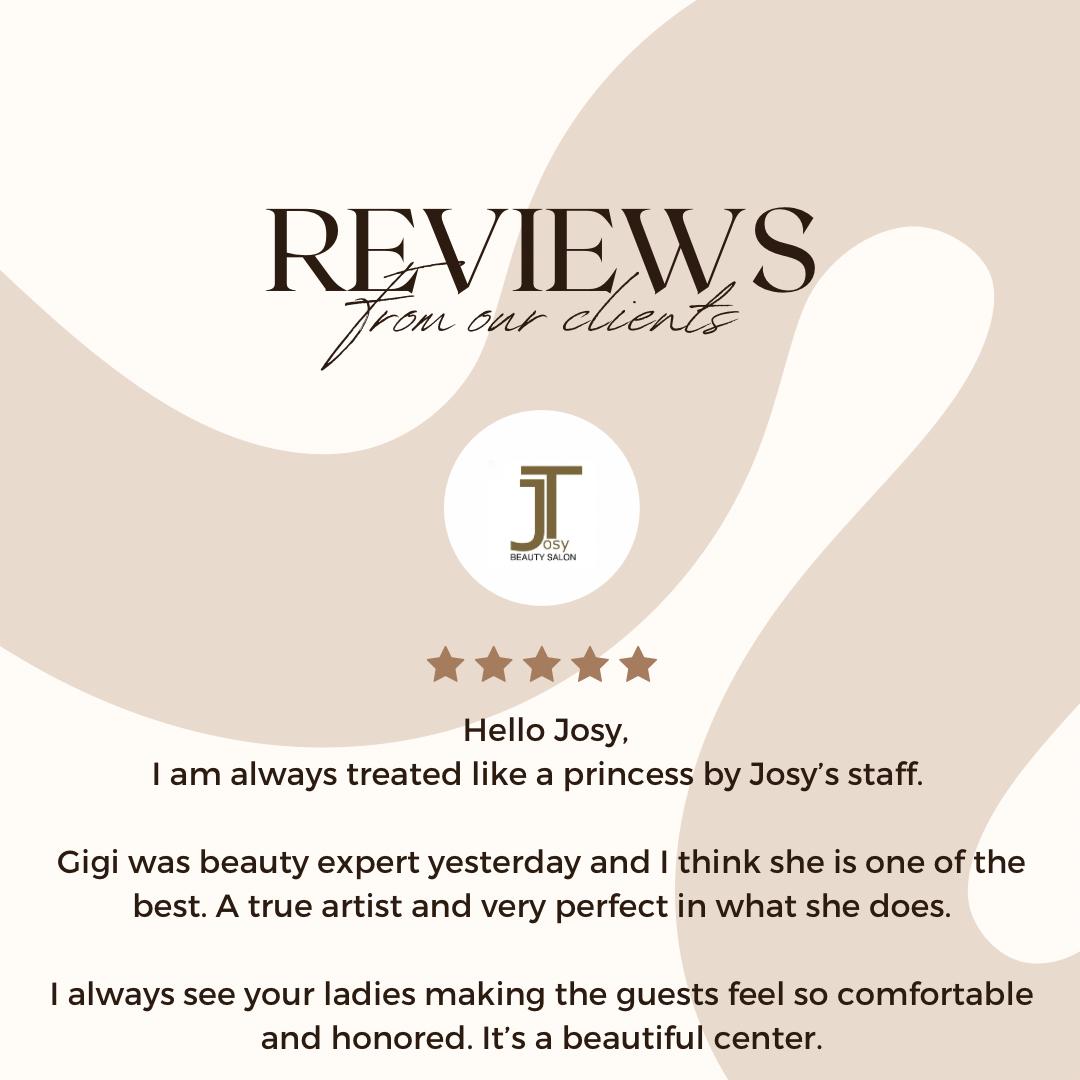 REVIEWS
From our clients
JT
osy
BEAUTY SALON
Hello Josy,
I am always treated like a princess by Josy’s staff.
Gigi was beauty expert yesterday and I think she is one of the
best. A true artist and very perfect in what she does.
I always see your ladies making the guests feel so comfortable
and honored. It’s a beautiful center.